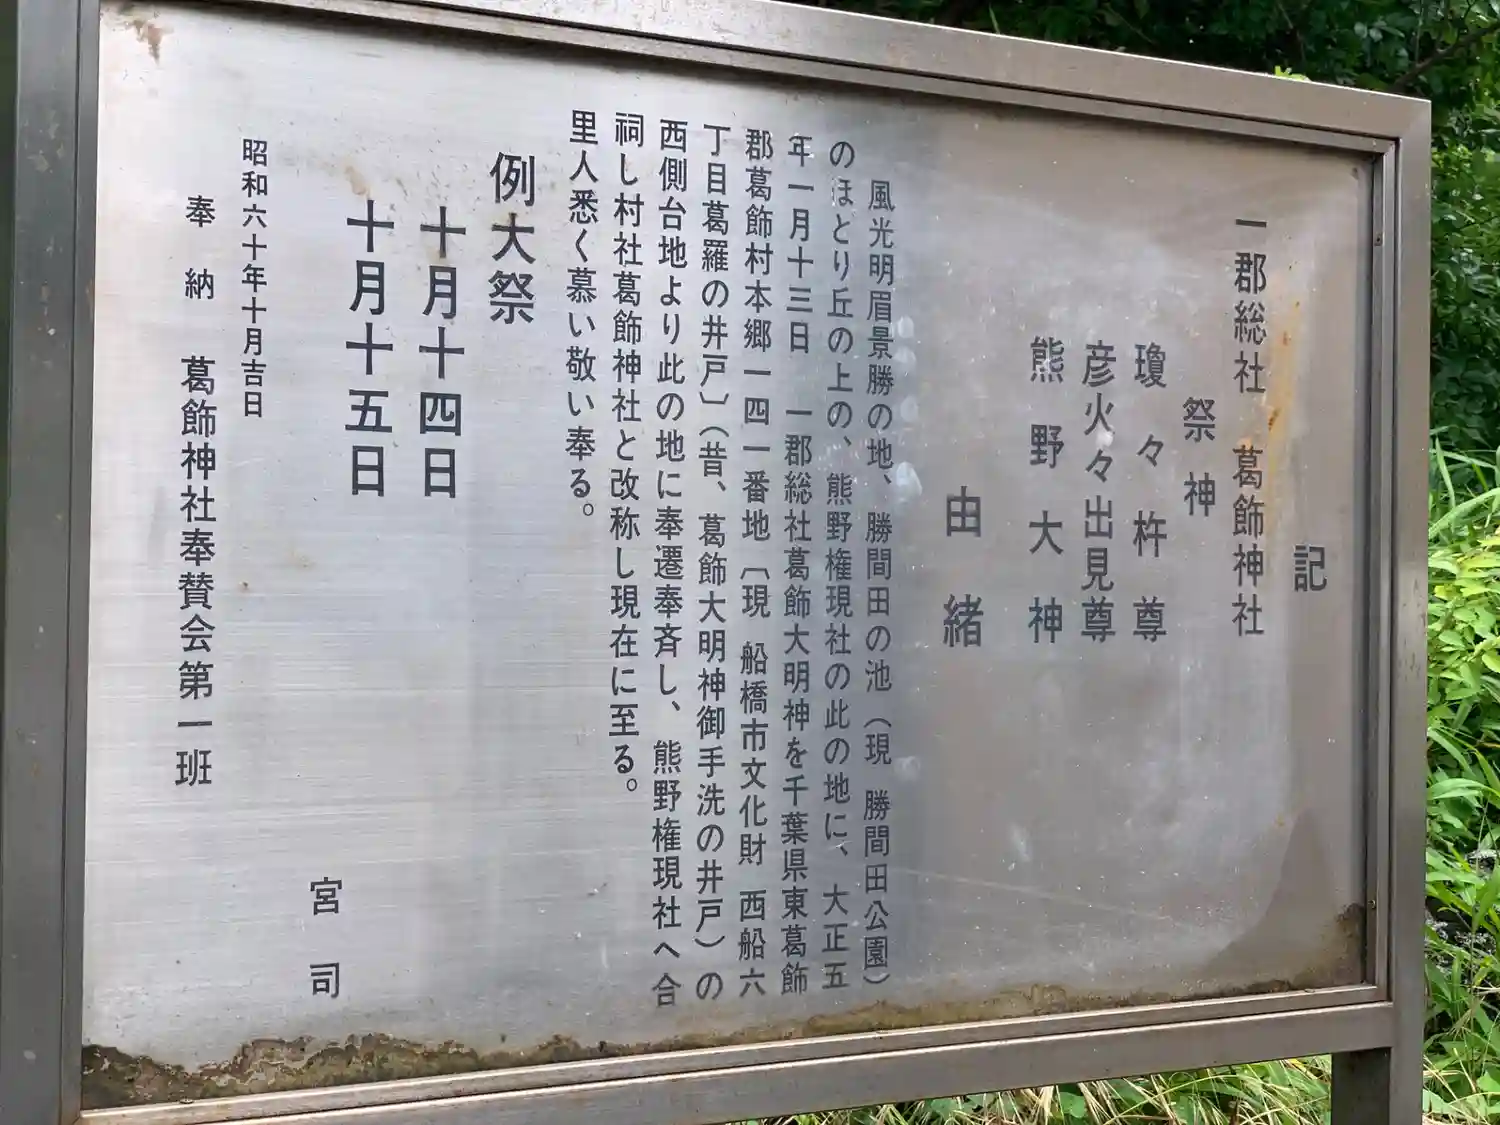 記
一郡総社 葛飾神社
祭神
瓊々杵尊
彦火々出見尊
熊野大神
由緒
風光明眉景勝の地、勝間田の池（現 勝間田公園）
のほとり丘の上の、熊野権現社の此の地に、大正五
年一月十三日 一郡総社葛飾大明神を千葉県東葛飾
郡葛飾村本郷一四一番地〔現 船橋市文化財 西船六
丁目葛羅の井戸〕（昔、葛飾大明神御手洗の井戸）の
西側台地より此の地に奉遷奉斉し、熊野権現社へ合
祠し村社葛飾神社と改称し現在に至る。
里人悉く慕い敬い奉る。
例大祭
十月十四日
十月十五日
宮司
昭和六十年十月吉日
奉納 葛飾神社奉賛会第一班